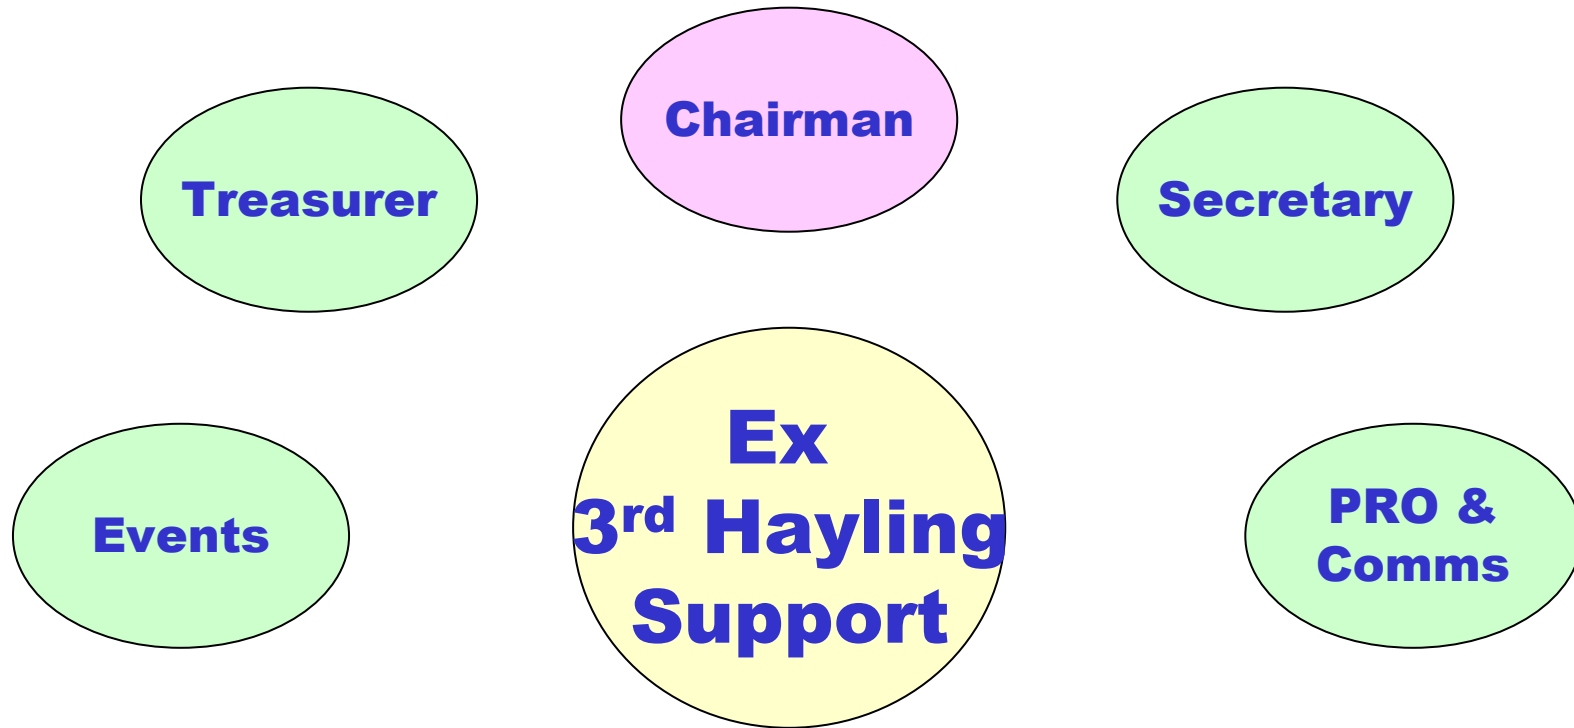 Chairman
Treasurer
Secretary
Ex
3rd Hayling
Support
Events
PRO &
Comms